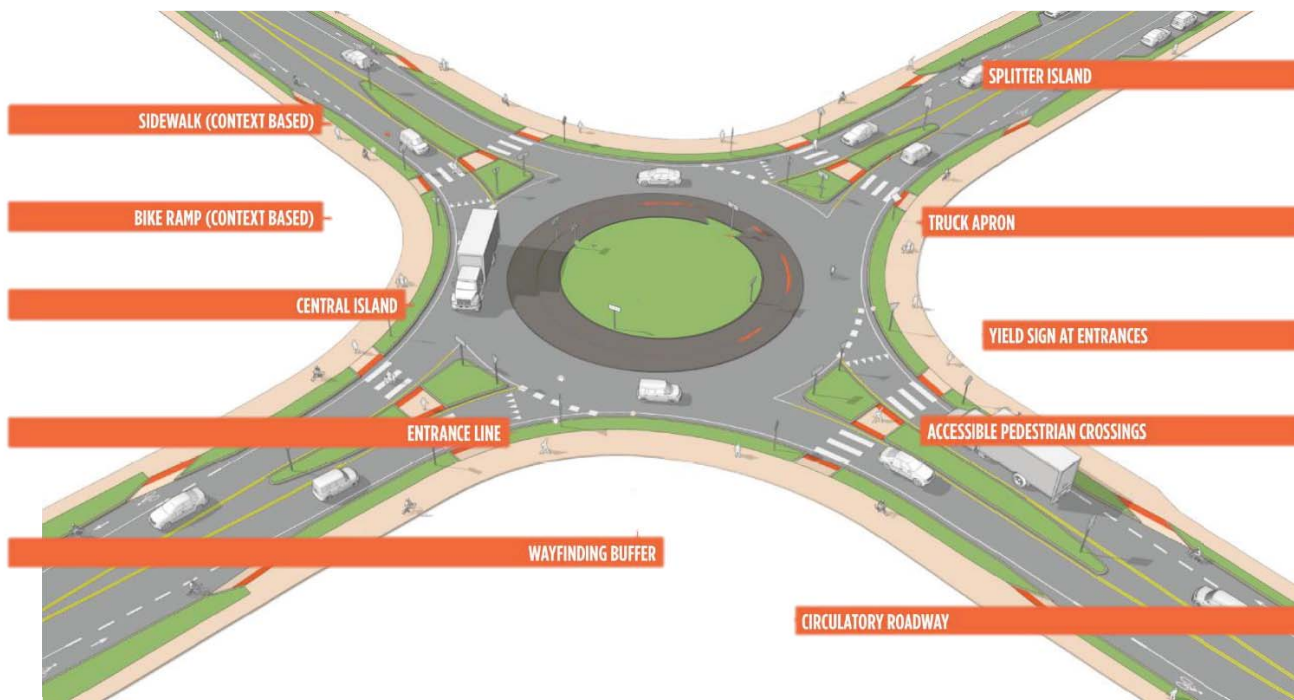 SPLITTER ISLAND
SIDEWALK (CONTEXT BASED)
BIKE RAMP (CONTEXT BASED)
TRUCK APRON
CENTRAL ISLAND
YIELD SIGN AT ENTRANCES
ENTRANCE LINE
ACCESSIBLE PEDESTRIAN CROSSINGS
WAYFINDING BUFFER
CIRCULATORY ROADWAY